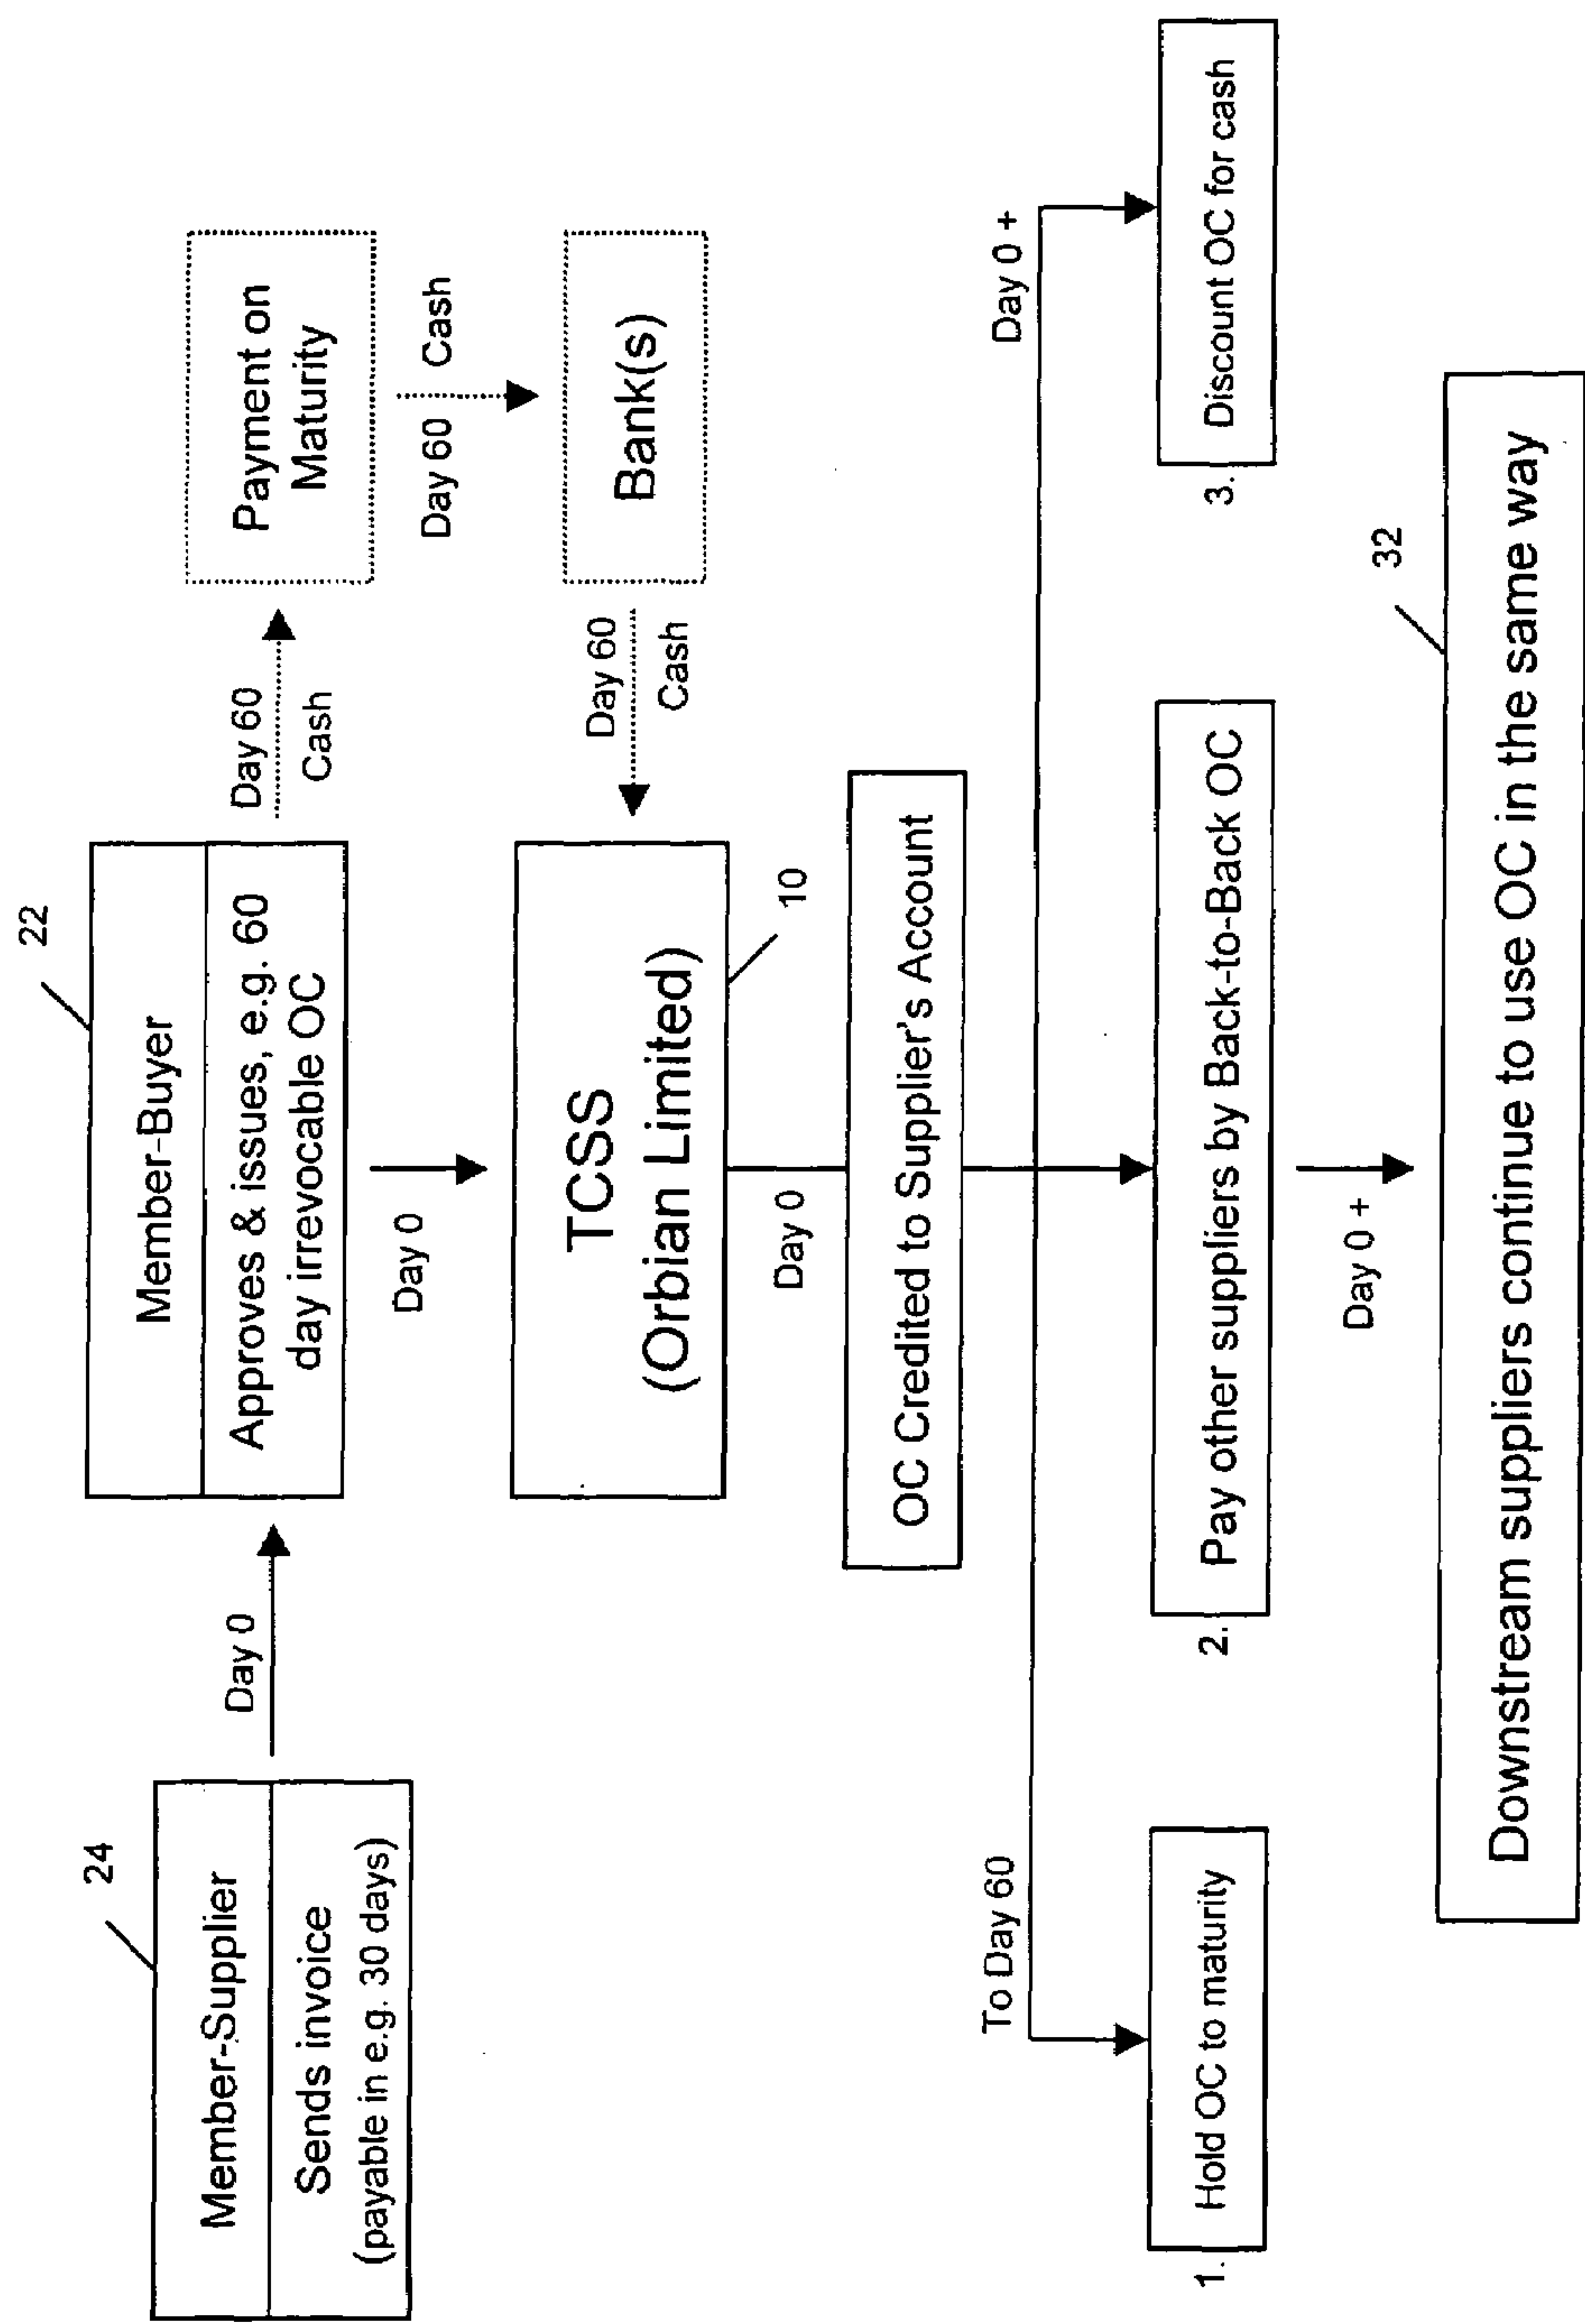 24
Member-Supplier
Sends invoice
(payable in e.g. 30 days)
Day 0
22
Member-Buyer
Approves & issues, e.g. 60
day irrevocable OC
Day 60
Cash
Payment on
Maturity
Day 60 Cash
Bank(s)
Day 60
Cash
Day 0
TCSS
(Orbian Limited)
10
Day 0
OC Credited to Supplier's Account
To Day 60
Day 0 +
1. Hold OC to maturity
2. Pay other suppliers by Back-to-Back OC
3. Discount OC for cash
Day 0 +
32
Downstream suppliers continue to use OC in the same way